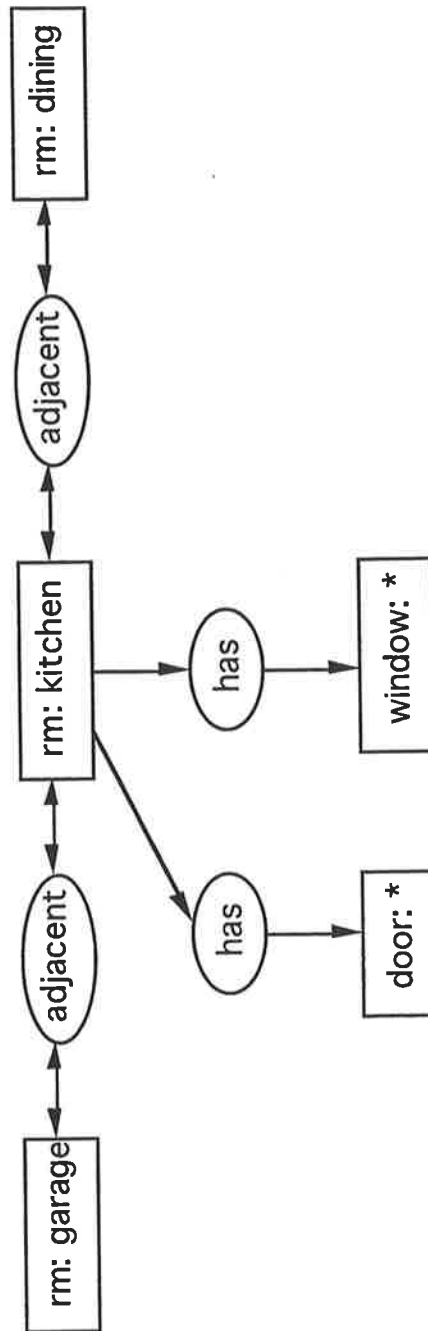 rm: garage
adjacent
rm: kitchen
adjacent
rm: dining
has
has
door: *
window: *